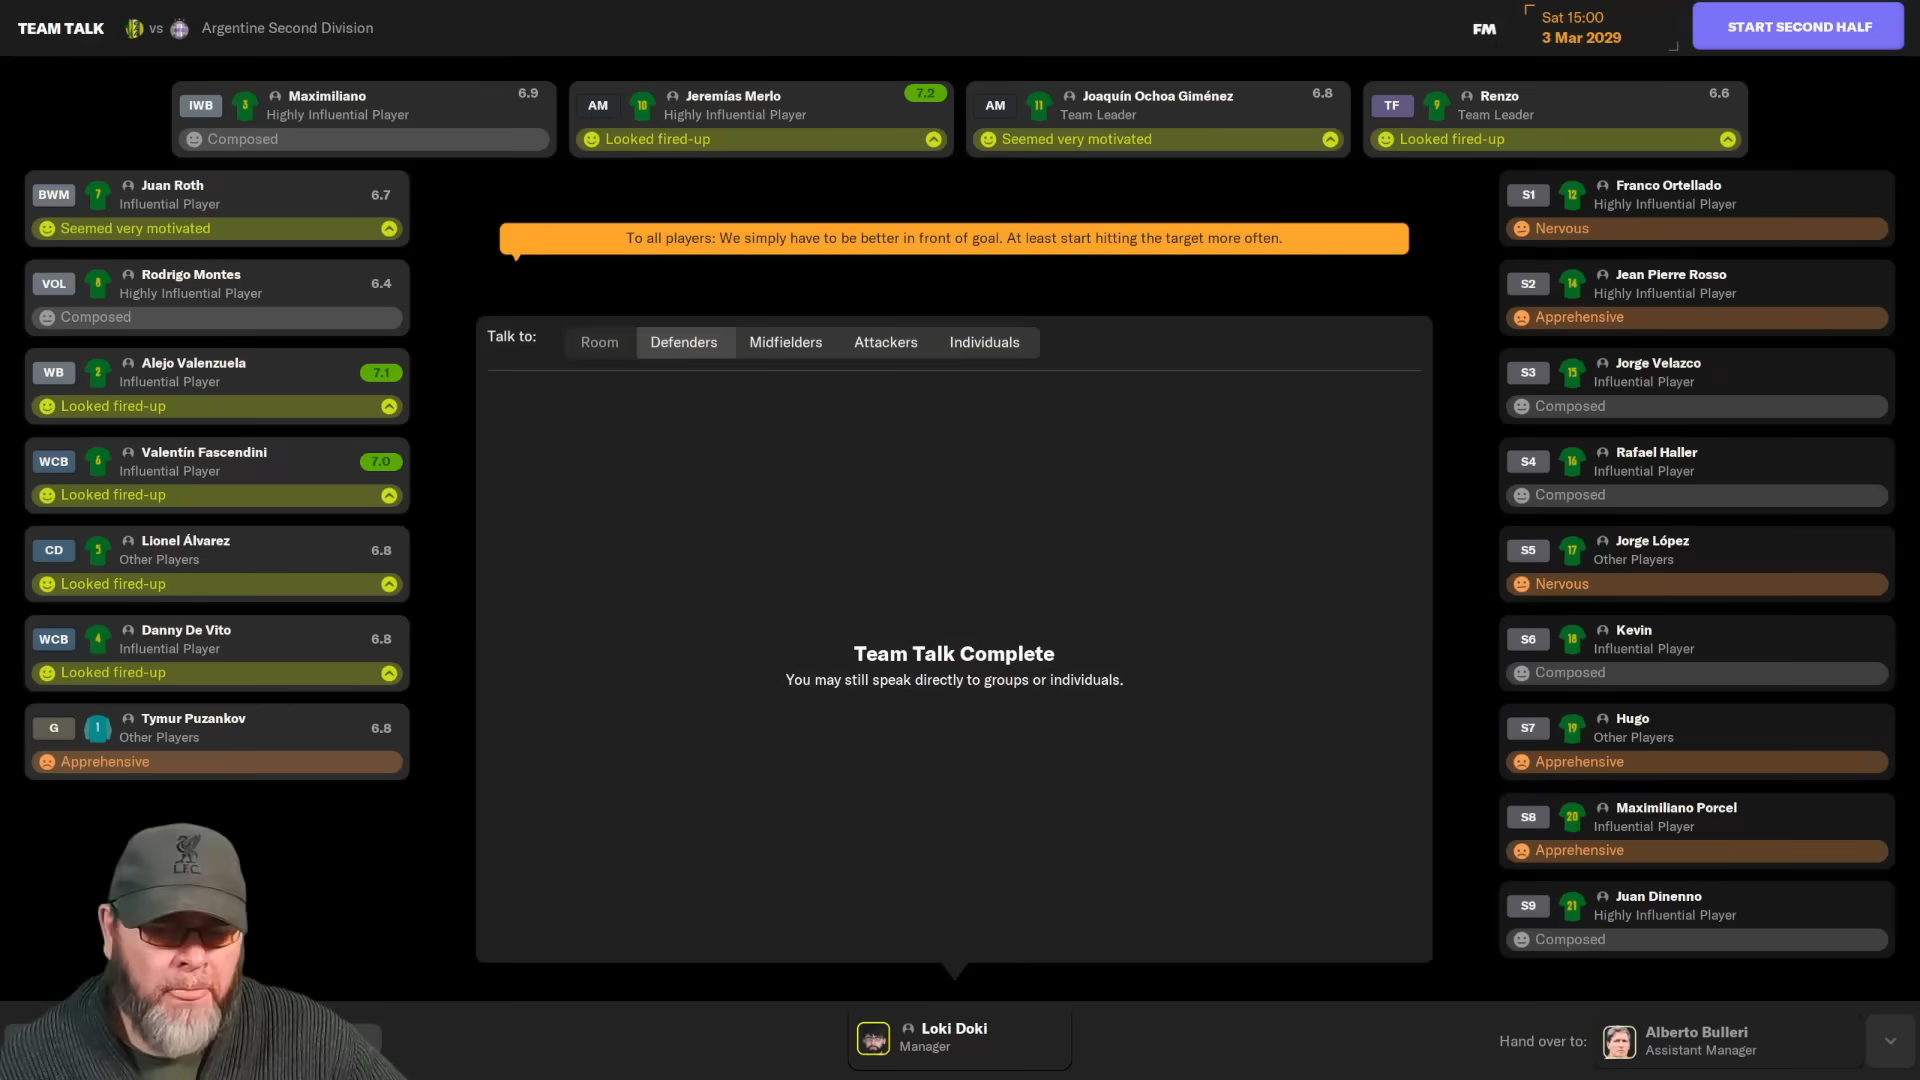 TEAM TALK
vs
Argentine Second Division
FM
Sat 15:00
3 Mar 2029
START SECOND HALF
IWB
3
Maximiliano
6.9
Highly Influential Player
Composed
AM
10
Jeremías Merlo
7.2
Highly Influential Player
Looked fired-up
AM
11
Joaquín Ochoa Giménez
6.8
Team Leader
Seemed very motivated
TF
9
Renzo
6.6
Team Leader
Looked fired-up
BWM
7
Juan Roth
6.7
Influential Player
Seemed very motivated
VOL
8
Rodrigo Montes
6.4
Highly Influential Player
Composed
WB
2
Alejo Valenzuela
7.1
Influential Player
Looked fired-up
WCB
6
Valentín Fascendini
7.0
Influential Player
Looked fired-up
CD
5
Lionel Álvarez
6.8
Other Players
Looked fired-up
WCB
4
Danny De Vito
6.8
Influential Player
Looked fired-up
G
1
Tymur Puzankov
6.8
Other Players
Apprehensive
To all players: We simply have to be better in front of goal. At least start hitting the target more often.
Talk to:
Room
Defenders
Midfielders
Attackers
Individuals
Team Talk Complete
You may still speak directly to groups or individuals.
S1
12
Franco Ortellado
Highly Influential Player
Nervous
S2
14
Jean Pierre Rosso
Highly Influential Player
Apprehensive
S3
15
Jorge Velazco
Influential Player
Composed
S4
16
Rafael Haller
Influential Player
Composed
S5
17
Jorge López
Other Players
Nervous
S6
18
Kevin
Influential Player
Composed
S7
19
Hugo
Other Players
Apprehensive
S8
20
Maximiliano Porcel
Influential Player
Apprehensive
S9
21
Juan Dinenno
Highly Influential Player
Composed
L.F.C.
Loki Doki
Manager
Hand over to:
Alberto Bulleri
Assistant Manager